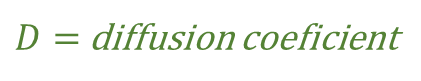 D = diffusion coeficient